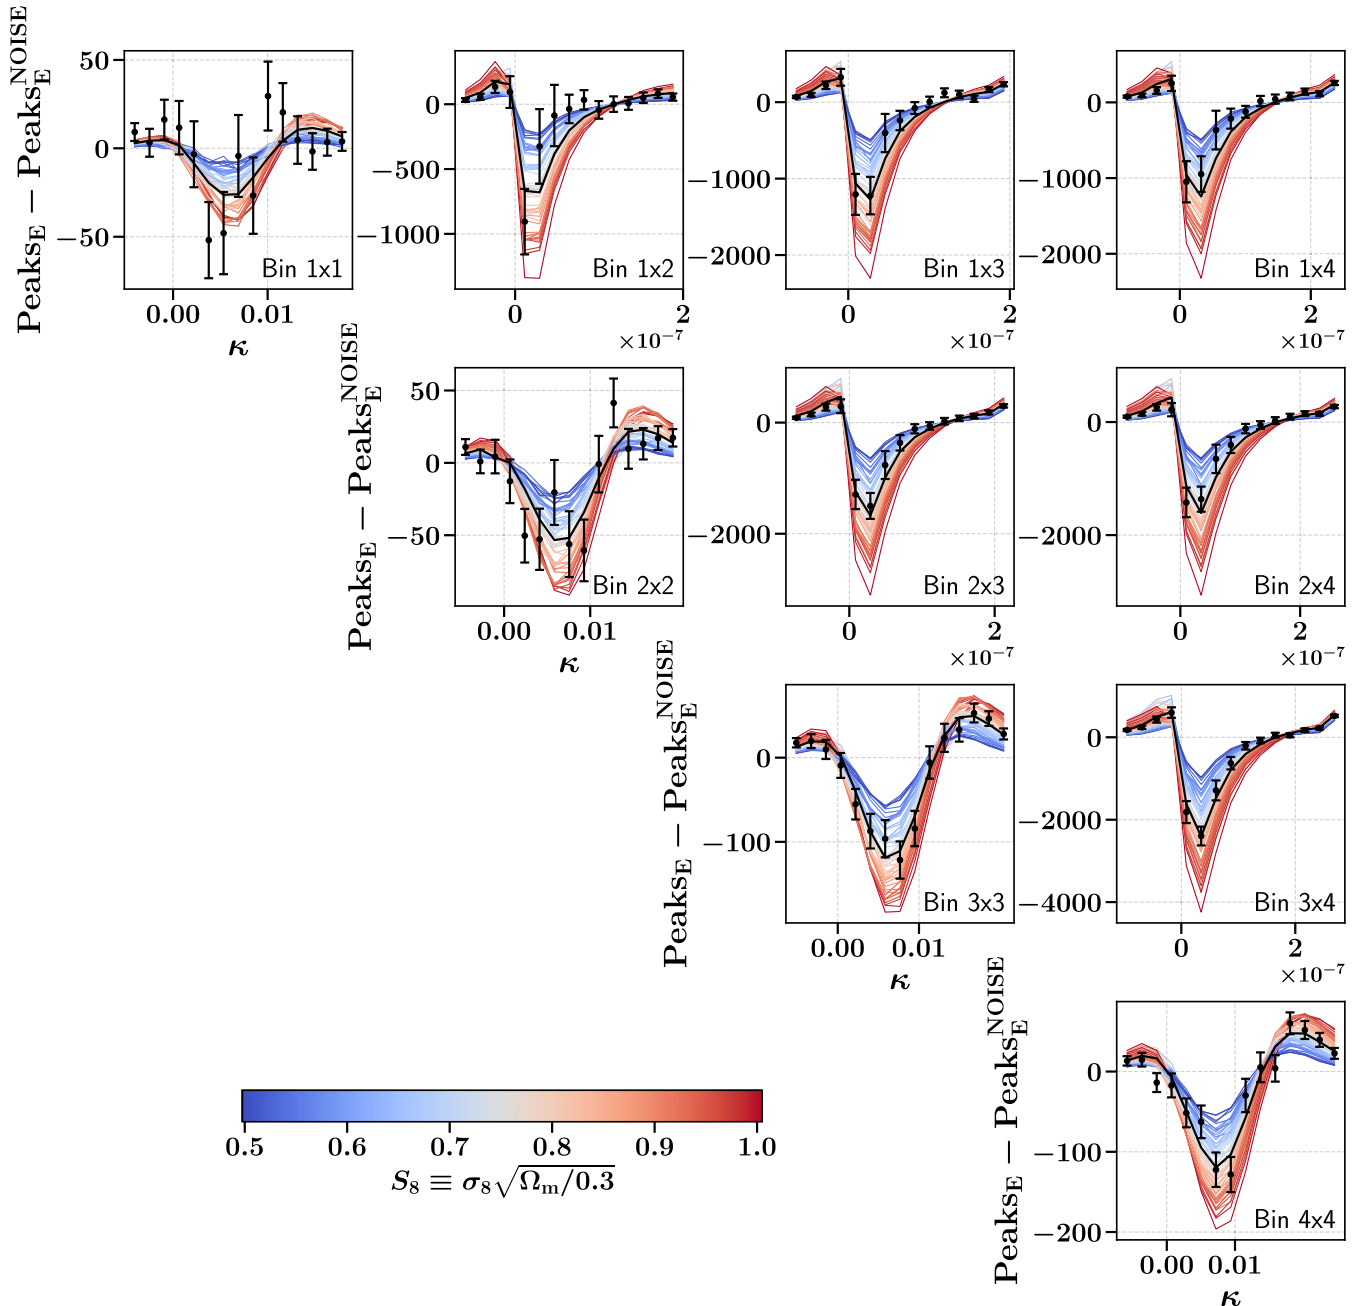 Peaks_E − Peaks_E^NOISE
50
0
−50
0.00
0.01
κ
Bin 1x1
0
−500
−1000
0
2
×10⁻⁷
Bin 1x2
0
−1000
−2000
0
2
×10⁻⁷
Bin 1x3
0
−1000
−2000
0
2
×10⁻⁷
Bin 1x4
Peaks_E − Peaks_E^NOISE
50
0
−50
0.00
0.01
κ
Bin 2x2
0
−2000
0
2
×10⁻⁷
Bin 2x3
0
−2000
0
2
×10⁻⁷
Bin 2x4
Peaks_E − Peaks_E^NOISE
0
−100
0.00
0.01
κ
Bin 3x3
0
−2000
−4000
0
2
×10⁻⁷
Bin 3x4
Peaks_E − Peaks_E^NOISE
0
−100
−200
0.00
0.01
κ
Bin 4x4
0.5 0.6 0.7 0.8 0.9 1.0
S₈ ≡ σ₈√(Ω_m/0.3)